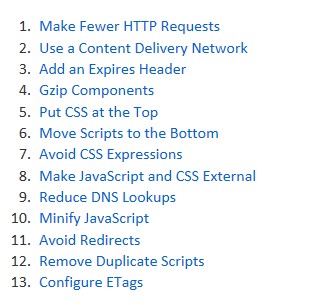 1. Make Fewer HTTP Requests
2. Use a Content Delivery Network
3. Add an Expires Header
4. Gzip Components
5. Put CSS at the Top
6. Move Scripts to the Bottom
7. Avoid CSS Expressions
8. Make JavaScript and CSS External
9. Reduce DNS Lookups
10. Minify JavaScript
11. Avoid Redirects
12. Remove Duplicate Scripts
13. Configure ETags